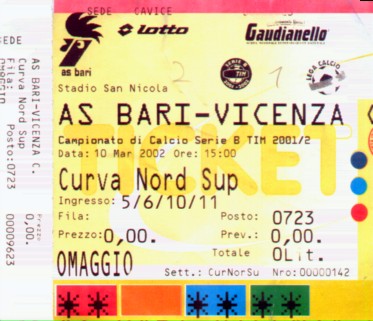 SEDE CAVICE
lotto
Gaudianello
as bari
SERIE B
TIM
LEGA CALCIO
Stadio San Nicola
AS BARI-VICENZA
Campionato di Calcio Serie B TIM 2001/2
Data: 10 Mar 2002 Ore: 15:00
TICKET
Curva Nord Sup
Ingresso: 5/6/10/11
Fila: Posto: 0723
Prezzo: 0,00. Prev.: 0,00.
Totale 0Lit.
OMAGGIO
Sett.: CurNorSu Nro: 00000142
SEDE
AS BARI-VICENZA C.
Curva Nord Sup
Fila: Posto: 0723
Prezzo: 0,00.
00009623